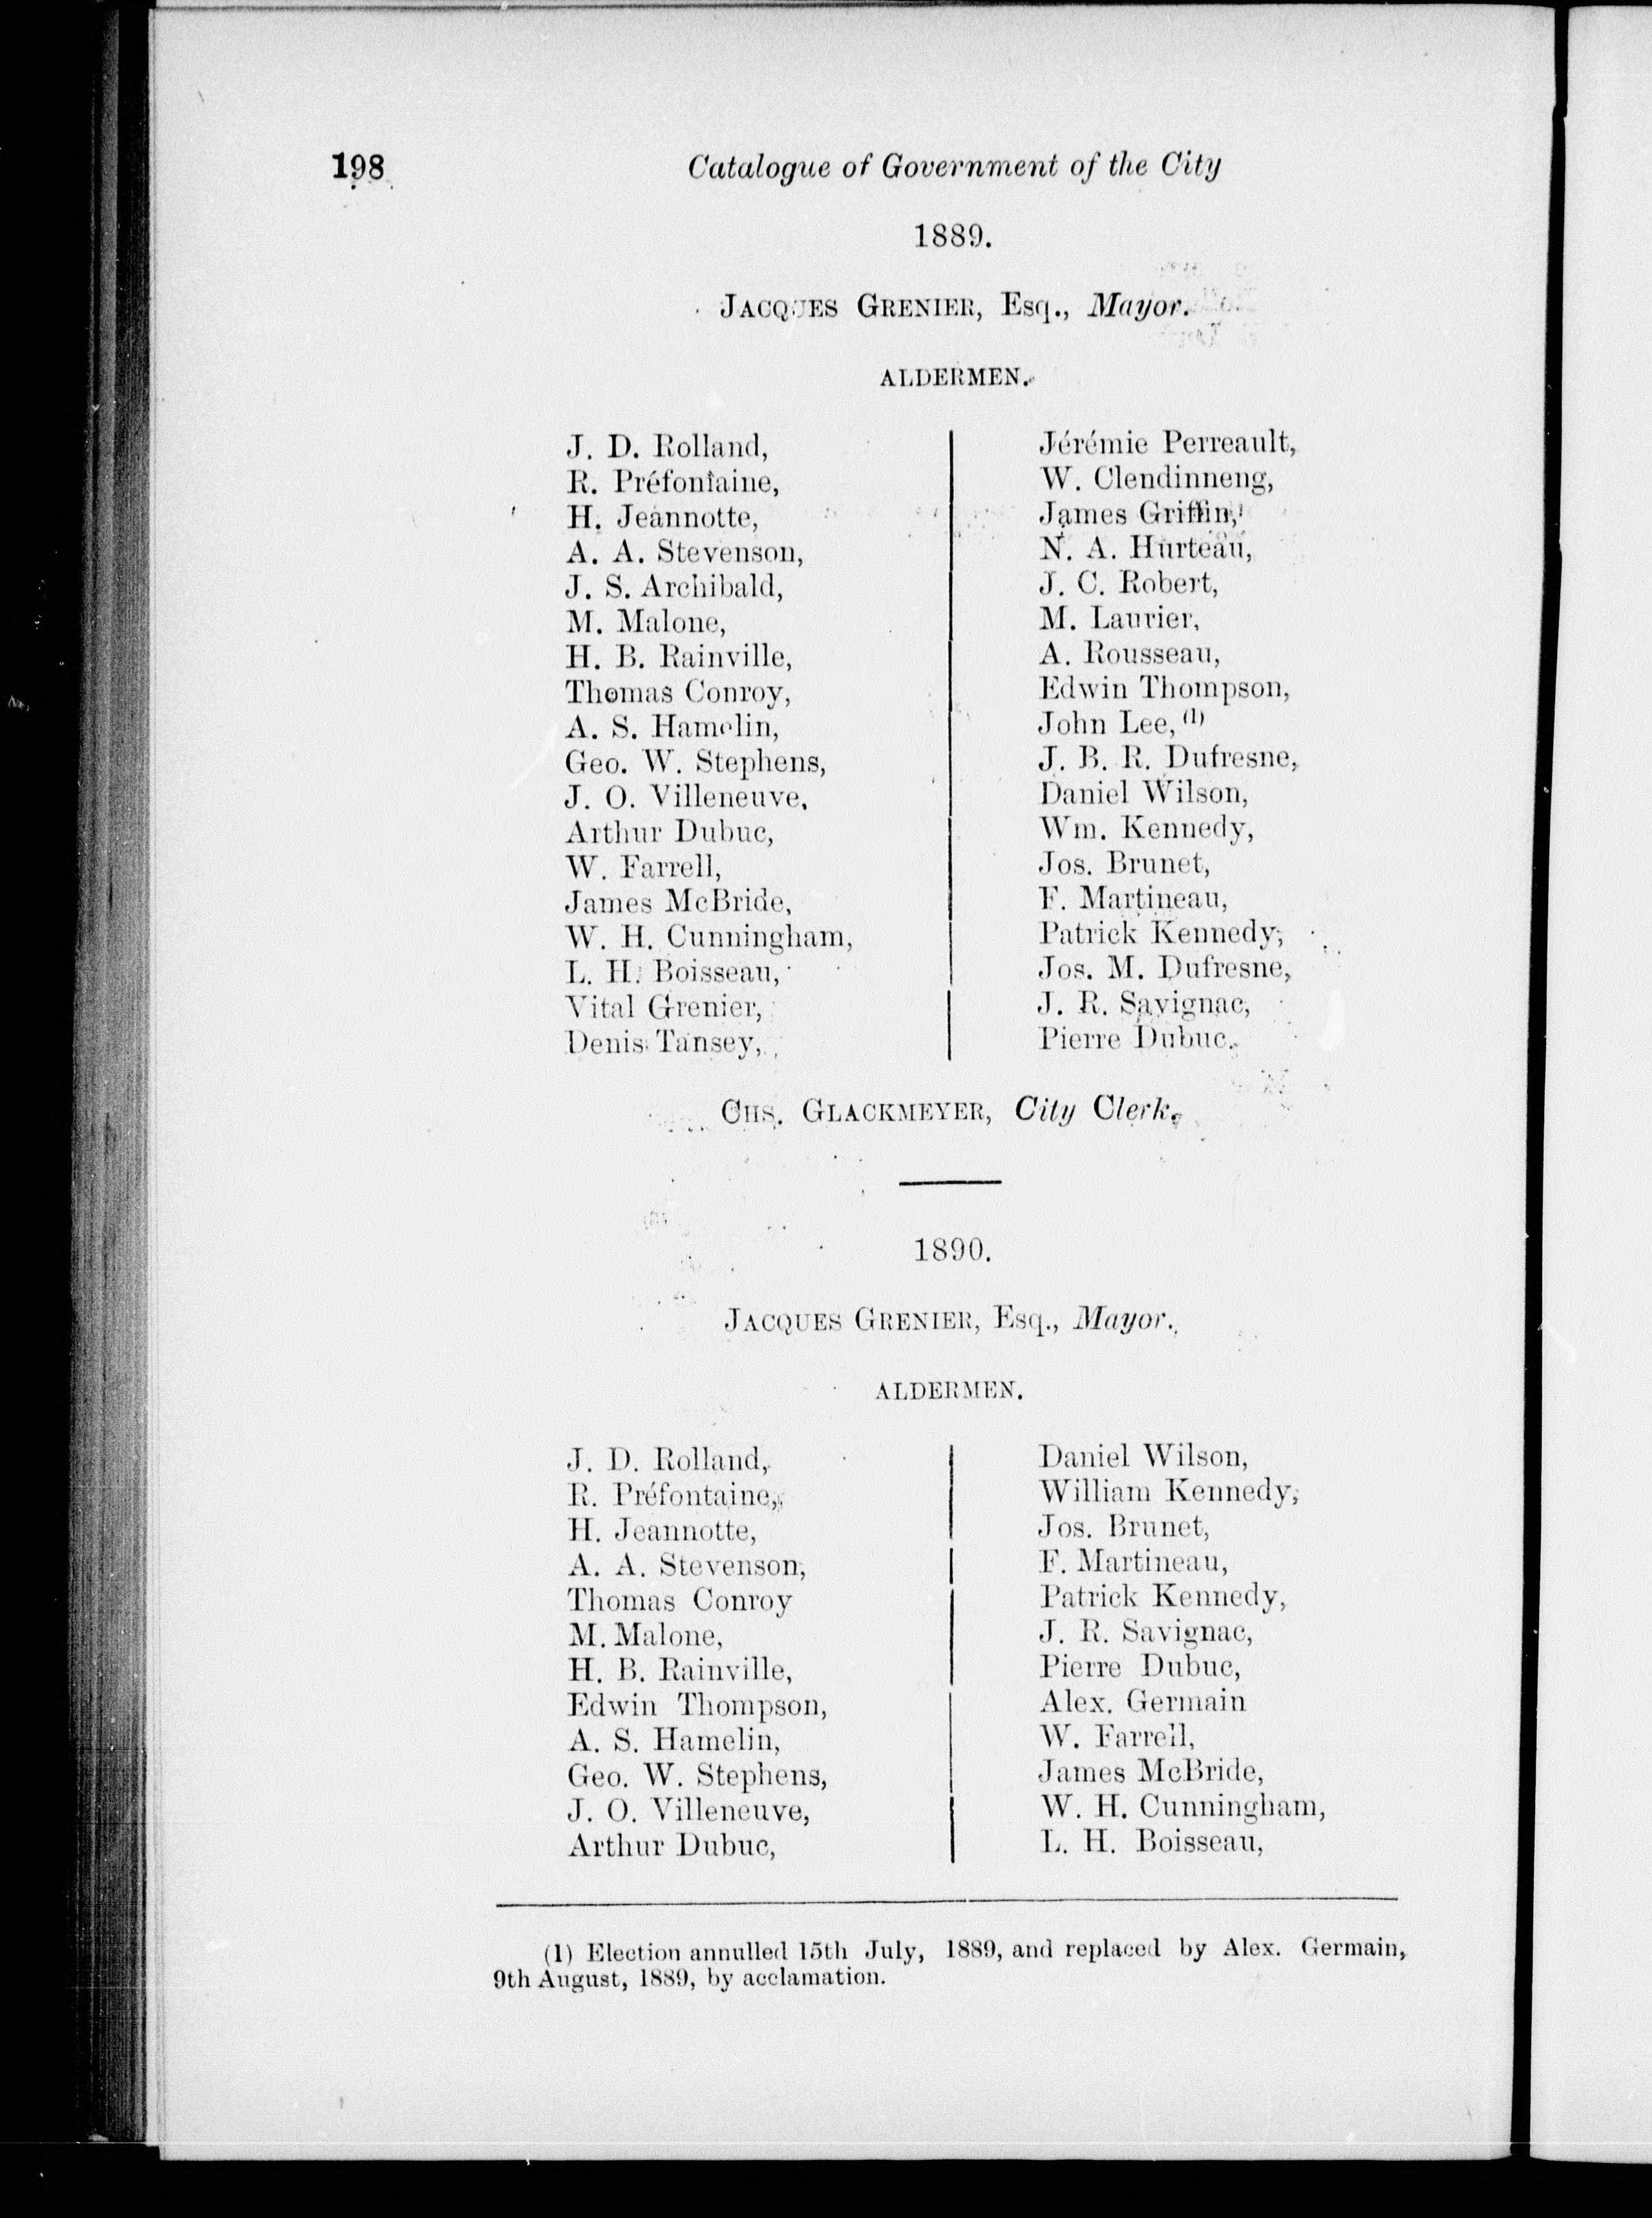 198
Catalogue of Government of the City
1889.
JACQUES GRENIER, Esq., Mayor.
ALDERMEN.
J. D. Rolland,
R. Préfontaine,
H. Jeannotte,
A. A. Stevenson,
J. S. Archibald,
M. Malone,
H. B. Rainville,
Thomas Conroy,
A. S. Hamelin,
Geo. W. Stephens,
J. O. Villeneuve,
Arthur Dubuc,
W. Farrell,
James McBride,
W. H. Cunningham,
L. H. Boisseau,
Vital Grenier,
Denis Tansey,
Jérémie Perreault,
W. Clendinneng,
James Griffin,
N. A. Hurteau,
J. C. Robert,
M. Laurier,
A. Rousseau,
Edwin Thompson,
John Lee, (1)
J. B. R. Dufresne,
Daniel Wilson,
Wm. Kennedy,
Jos. Brunet,
F. Martineau,
Patrick Kennedy,
Jos. M. Dufresne,
J. R. Savignac,
Pierre Dubuc.
CHS. GLACKMEYER, City Clerk.
1890.
JACQUES GRENIER, Esq., Mayor.
ALDERMEN.
J. D. Rolland,
R. Préfontaine,
H. Jeannotte,
A. A. Stevenson,
Thomas Conroy
M. Malone,
H. B. Rainville,
Edwin Thompson,
A. S. Hamelin,
Geo. W. Stephens,
J. O. Villeneuve,
Arthur Dubuc,
Daniel Wilson,
William Kennedy,
Jos. Brunet,
F. Martineau,
Patrick Kennedy,
J. R. Savignac,
Pierre Dubuc,
Alex. Germain
W. Farrell,
James McBride,
W. H. Cunningham,
L. H. Boisseau,
(1) Election annulled 15th July, 1889, and replaced by Alex. Germain,
9th August, 1889, by acclamation.